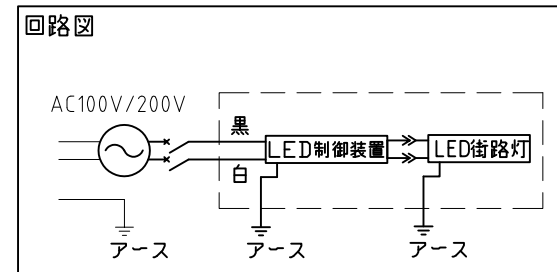 回路図
AC100V/200V
黒
LED制御装置
LED街路灯
白
アース
アース
アース